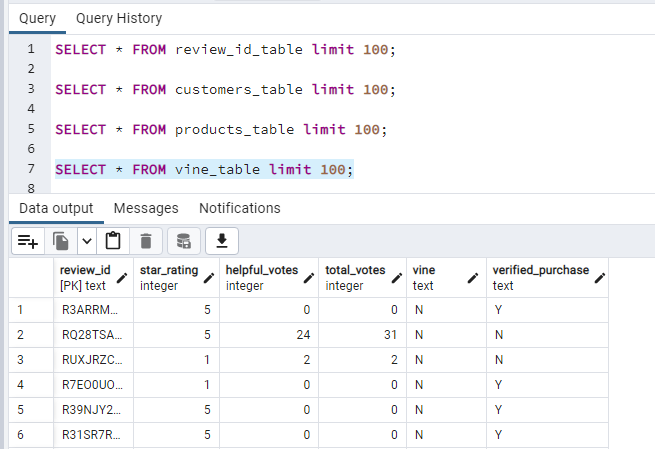 Query Query History
1 SELECT * FROM review_id_table limit 100;
2
3 SELECT * FROM customers_table limit 100;
4
5 SELECT * FROM products_table limit 100;
6
7 SELECT * FROM vine_table limit 100;
8
Data output Messages Notifications
review_id star_rating helpful_votes total_votes vine verified_purchase
[PK] text integer integer integer text text
1 R3ARRM... 5 0 0 N Y
2 RQ28TSA... 5 24 31 N N
3 RUXJRZC... 1 2 2 N N
4 R7EO0UO... 1 0 0 N Y
5 R39NJY2... 5 0 0 N Y
6 R31SR7R... 5 0 0 N Y